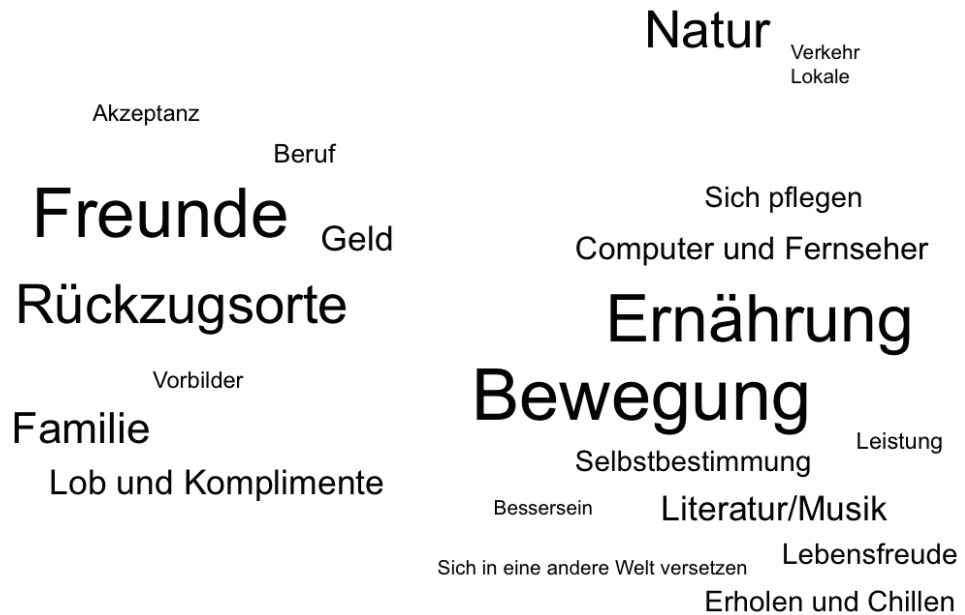 Natur
Verkehr
Lokale
Akzeptanz
Beruf
Freunde
Geld
Rückzugsorte
Vorbilder
Familie
Lob und Komplimente
Sich pflegen
Computer und Fernseher
Ernährung
Bewegung
Leistung
Selbstbestimmung
Bessersein
Literatur/Musik
Lebensfreude
Sich in eine andere Welt versetzen
Erholen und Chillen